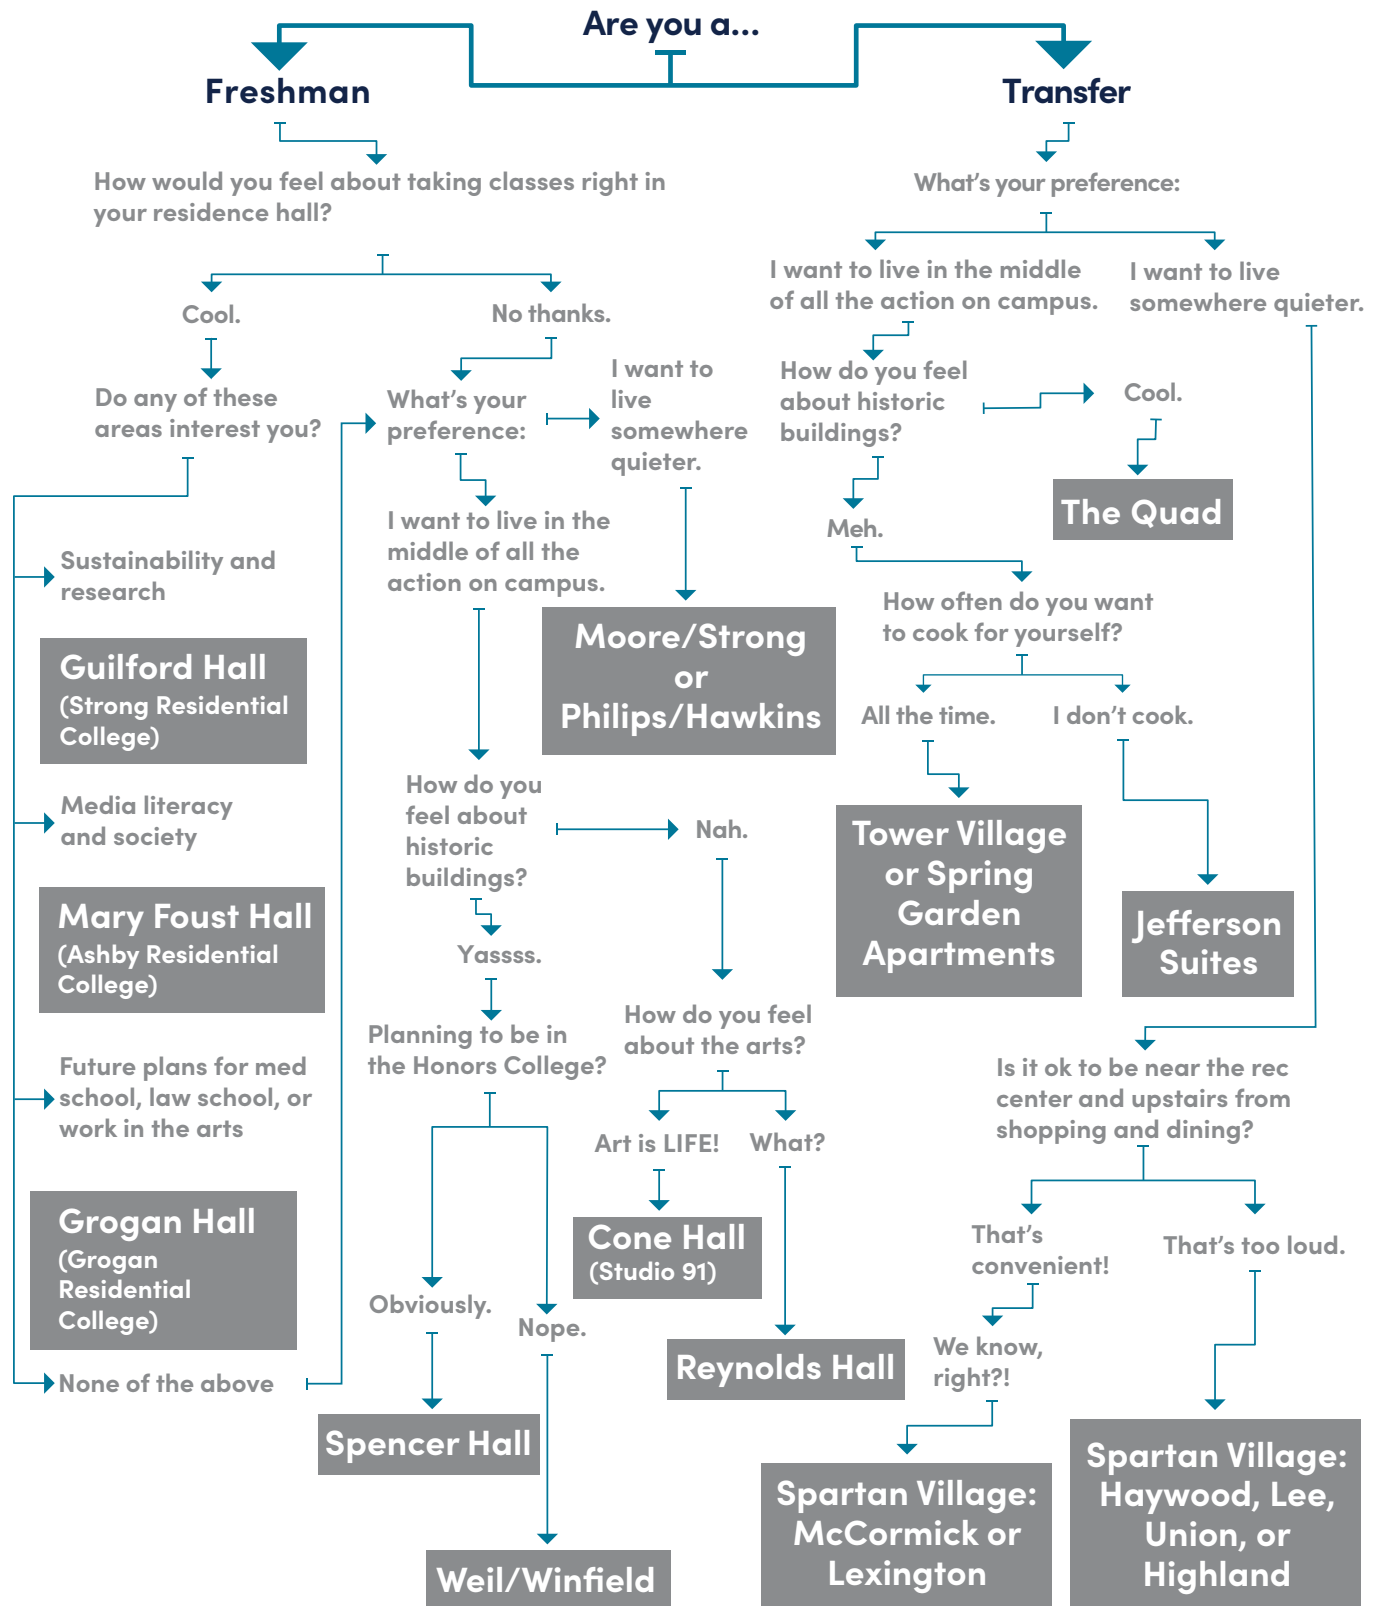 Are you a...
Freshman
How would you feel about taking classes right in
your residence hall?
Cool.
Do any of these
areas interest you?
Sustainability and
research
Guilford Hall
(Strong Residential
College)
Media literacy
and society
Mary Foust Hall
(Ashby Residential
College)
Future plans for med
school, law school, or
work in the arts
Grogan Hall
(Grogan
Residential
College)
None of the above
No thanks.
What's your
preference:
I want to
live
somewhere
quieter.
Moore/Strong
or
Philips/Hawkins
I want to live in the
middle of all the
action on campus.
How do you
feel about
historic
buildings?
Yassss.
Planning to be in
the Honors College?
Obviously.
Spencer Hall
Nope.
Weil/Winfield
Nah.
How do you feel
about the arts?
Art is LIFE!
Cone Hall
(Studio 91)
What?
Reynolds Hall
Transfer
What's your preference:
I want to live in the middle
of all the action on campus.
How do you feel
about historic
buildings?
Cool.
The Quad
Meh.
How often do you want
to cook for yourself?
All the time.
Tower Village
or Spring
Garden
Apartments
I don't cook.
Jefferson
Suites
I want to live
somewhere quieter.
Is it ok to be near the rec
center and upstairs from
shopping and dining?
That's
convenient!
We know,
right?!
Spartan Village:
McCormick or
Lexington
That's too loud.
Spartan Village:
Haywood, Lee,
Union, or
Highland